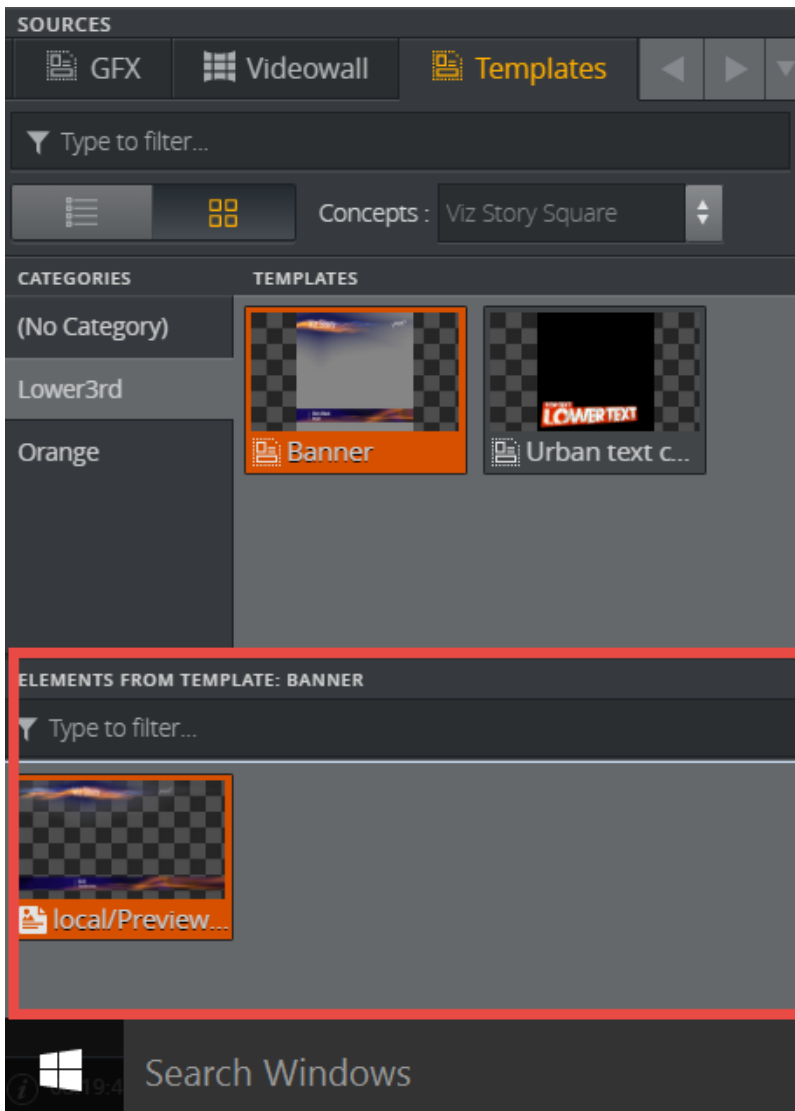 SOURCES
GFX Videowall Templates
Type to filter...
Concepts : Viz Story Square
CATEGORIES TEMPLATES
(No Category)
LOWER TEXT
Lower3rd
Banner Urban text c...
Orange
ELEMENTS FROM TEMPLATE: BANNER
Type to filter...
local/Preview...
Search Windows